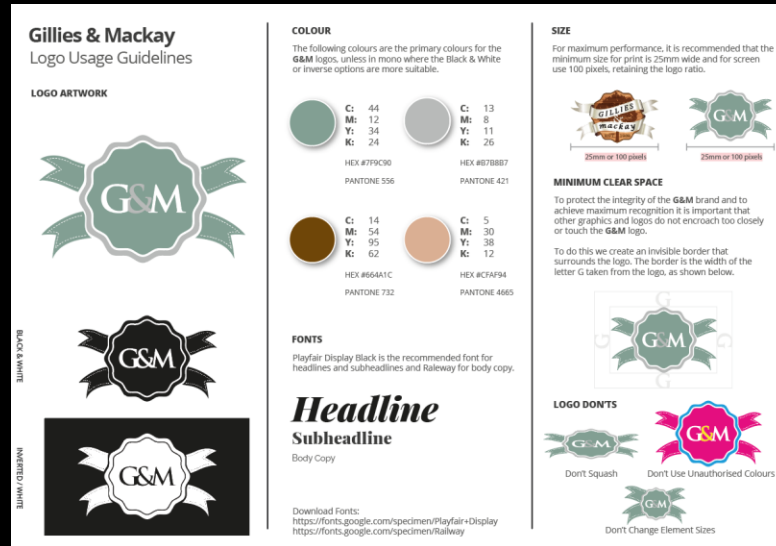 Gillies & Mackay
Logo Usage Guidelines
LOGO ARTWORK
G&M
BLACK & WHITE
G&M
INVERTED / WHITE
G&M
COLOUR
The following colours are the primary colours for the
G&M logos, unless in mono where the Black & White
or inverse options are more suitable.
C: 44
M: 12
Y: 34
K: 24
HEX #7F9C90
PANTONE 556
C: 13
M: 8
Y: 11
K: 26
HEX #B7B8B7
PANTONE 421
C: 14
M: 54
Y: 95
K: 62
HEX #664A1C
PANTONE 732
C: 5
M: 30
Y: 38
K: 12
HEX #CFAF94
PANTONE 4665
FONTS
Playfair Display Black is the recommended font for
headlines and subheadlines and Raleway for body copy.
Headline
Subheadline
Body Copy
Download Fonts:
https://fonts.google.com/specimen/Playfair+Display
https://fonts.google.com/specimen/Railway
SIZE
For maximum performance, it is recommended that the
minimum size for print is 25mm wide and for screen
use 100 pixels, retaining the logo ratio.
GILLIES
&
mackay
25mm or 100 pixels
G&M
25mm or 100 pixels
MINIMUM CLEAR SPACE
To protect the integrity of the G&M brand and to
achieve maximum recognition it is important that
other graphics and logos do not encroach too closely
or touch the G&M logo.
To do this we create an invisible border that
surrounds the logo. The border is the width of the
letter G taken from the logo, as shown below.
G
G G&M G
G
LOGO DON'TS
G&M
Don't Squash
G&M
Don't Use Unauthorised Colours
G&M
Don't Change Element Sizes